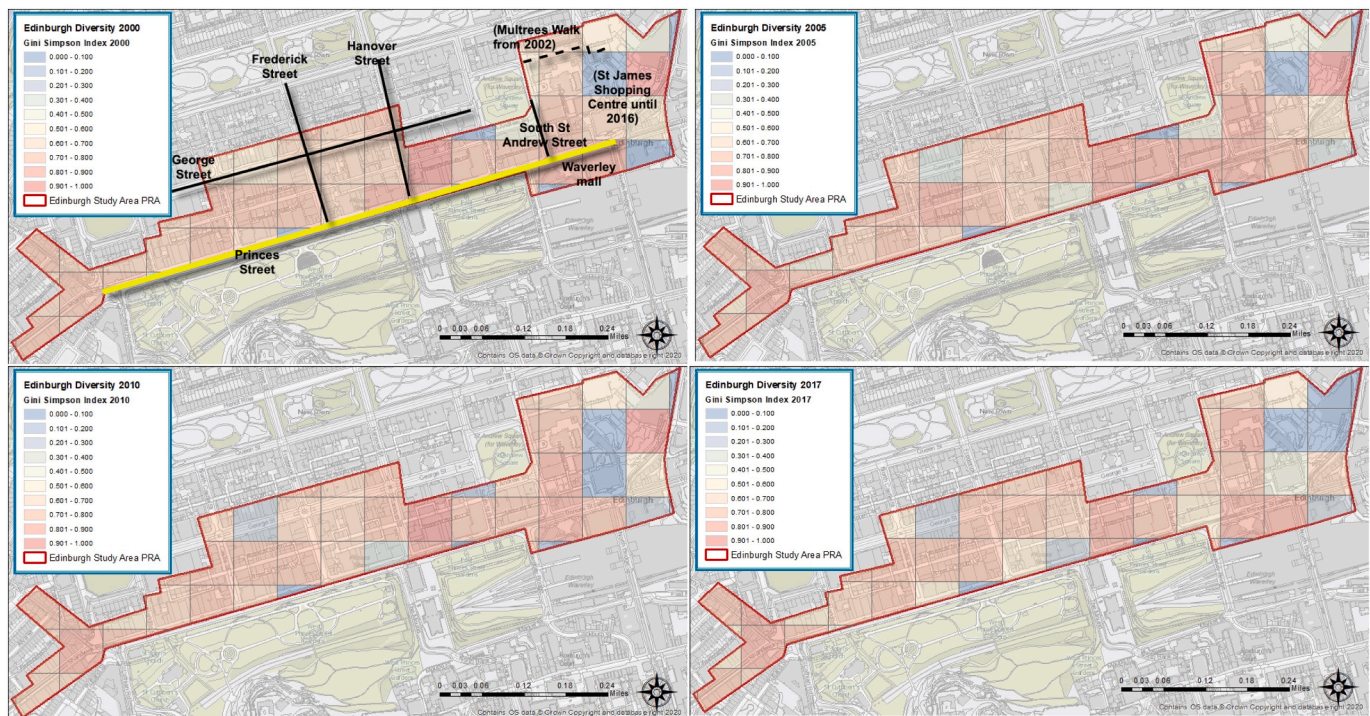 Edinburgh Diversity 2000
Gini Simpson Index 2000
0.000 - 0.100
0.101 - 0.200
0.201 - 0.300
0.301 - 0.400
0.401 - 0.500
0.501 - 0.600
0.601 - 0.700
0.701 - 0.800
0.801 - 0.900
0.901 - 1.000
Edinburgh Study Area PRA
Frederick
Street
Hanover
Street
(Multrees Walk
from 2002)
(St James
Shopping
Centre until
2016)
South St
Andrew Street
Waverley
mall
George
Street
Princes
Street
Edinburgh
0 0.03 0.06 0.12 0.18 0.24
Miles
Contains OS data © Crown Copyright and database right 2020
Edinburgh Diversity 2005
Gini Simpson Index 2005
0.000 - 0.100
0.101 - 0.200
0.201 - 0.300
0.301 - 0.400
0.401 - 0.500
0.501 - 0.600
0.601 - 0.700
0.701 - 0.800
0.801 - 0.900
0.901 - 1.000
Edinburgh Study Area PRA
Edinburgh
0 0.03 0.06 0.12 0.18 0.24
Miles
Contains OS data © Crown Copyright and database right 2020
Edinburgh Diversity 2010
Gini Simpson Index 2010
0.000 - 0.100
0.101 - 0.200
0.201 - 0.300
0.301 - 0.400
0.401 - 0.500
0.501 - 0.600
0.601 - 0.700
0.701 - 0.800
0.801 - 0.900
0.901 - 1.000
Edinburgh Study Area PRA
Edinburgh
0 0.03 0.06 0.12 0.18 0.24
Miles
Contains OS data © Crown Copyright and database right 2020
Edinburgh Diversity 2017
Gini Simpson Index 2017
0.000 - 0.100
0.101 - 0.200
0.201 - 0.300
0.301 - 0.400
0.401 - 0.500
0.501 - 0.600
0.601 - 0.700
0.701 - 0.800
0.801 - 0.900
0.901 - 1.000
Edinburgh Study Area PRA
Edinburgh
0 0.03 0.06 0.12 0.18 0.24
Miles
Contains OS data © Crown Copyright and database right 2020